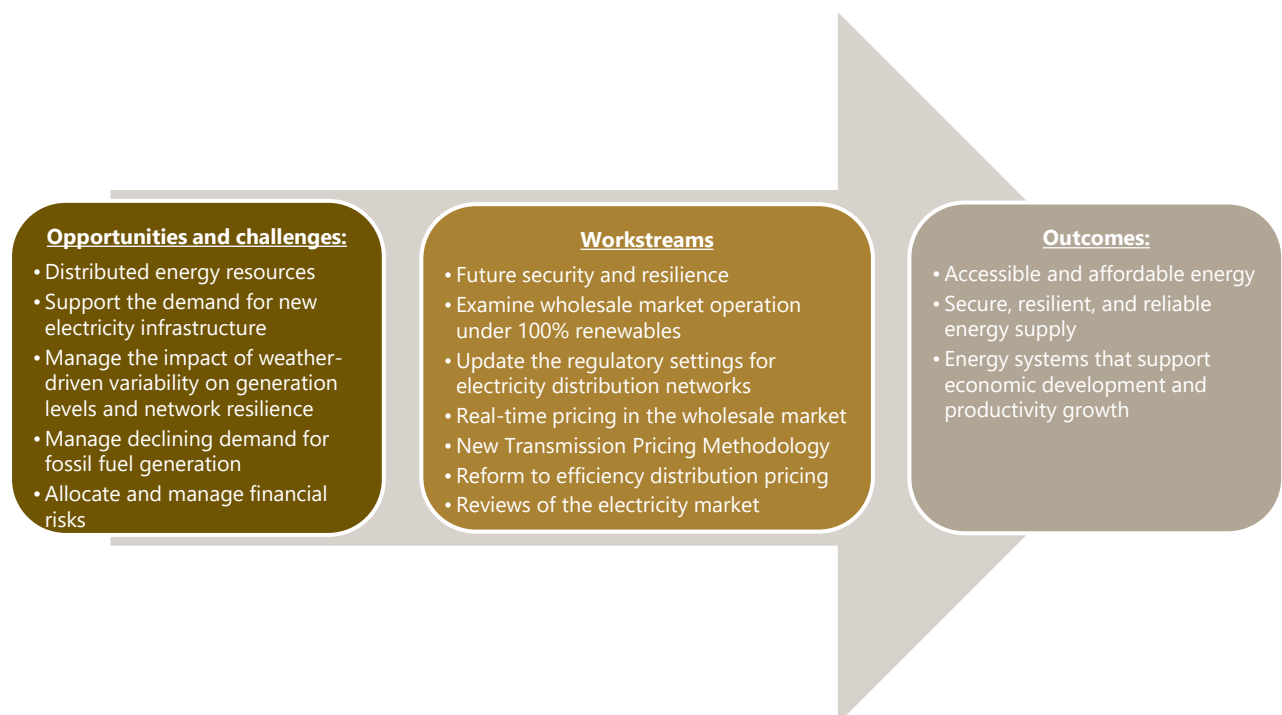 Opportunities and challenges:
• Distributed energy resources
• Support the demand for new
electricity infrastructure
• Manage the impact of weather-
driven variability on generation
levels and network resilience
• Manage declining demand for
fossil fuel generation
• Allocate and manage financial
risks
Workstreams
• Future security and resilience
• Examine wholesale market operation
under 100% renewables
• Update the regulatory settings for
electricity distribution networks
• Real-time pricing in the wholesale market
• New Transmission Pricing Methodology
• Reform to efficiency distribution pricing
• Reviews of the electricity market
Outcomes:
• Accessible and affordable energy
• Secure, resilient, and reliable
energy supply
• Energy systems that support
economic development and
productivity growth